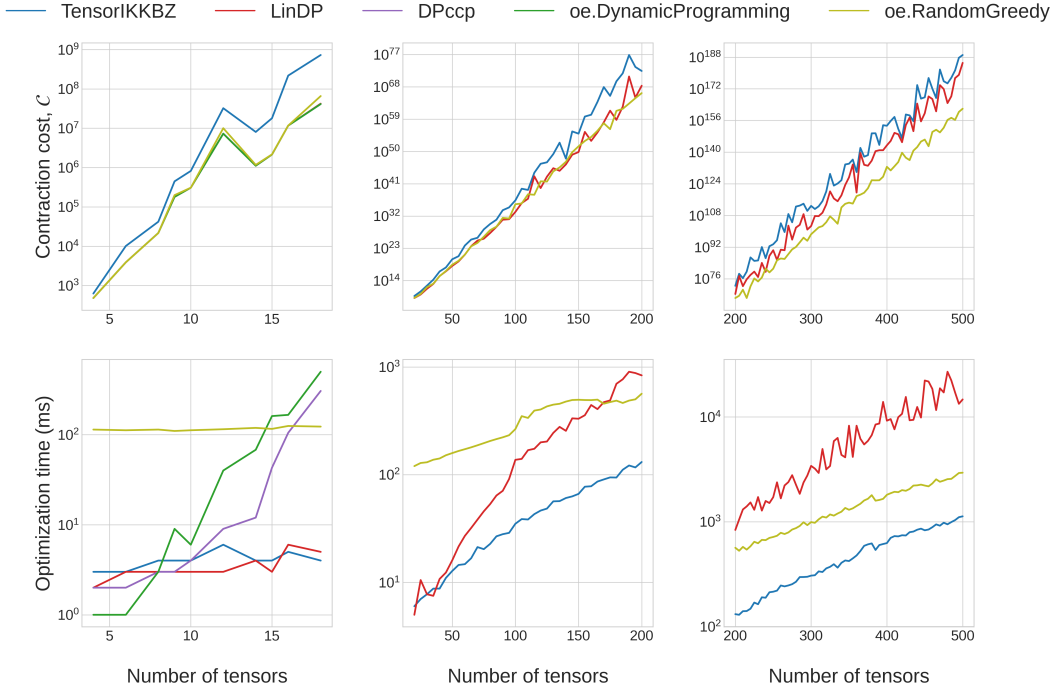 TensorIKKBZ LinDP DPccp oe.DynamicProgramming oe.RandomGreedy
Contraction cost, 𝒞
10⁹
10⁸
10⁷
10⁶
10⁵
10⁴
10³
5 10 15
10⁷⁷
10⁶⁸
10⁵⁹
10⁵⁰
10⁴¹
10³²
10²³
10¹⁴
50 100 150 200
10¹⁸⁸
10¹⁷²
10¹⁵⁶
10¹⁴⁰
10¹²⁴
10¹⁰⁸
10⁹²
10⁷⁶
200 300 400 500
Optimization time (ms)
10²
10¹
10⁰
5 10 15
Number of tensors
10³
10²
10¹
50 100 150 200
Number of tensors
10⁴
10³
10²
200 300 400 500
Number of tensors